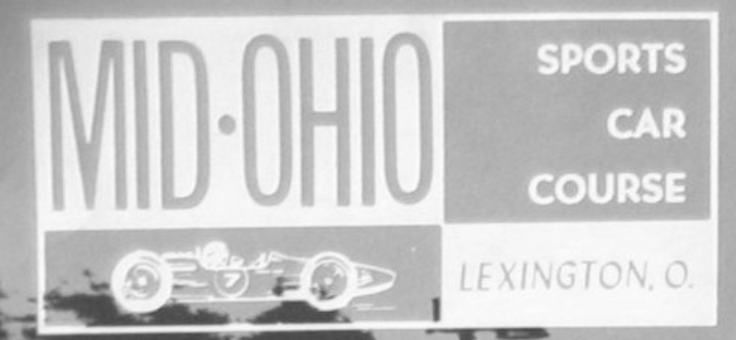 MID·OHIO
SPORTS
CAR
COURSE
7
LEXINGTON, O.